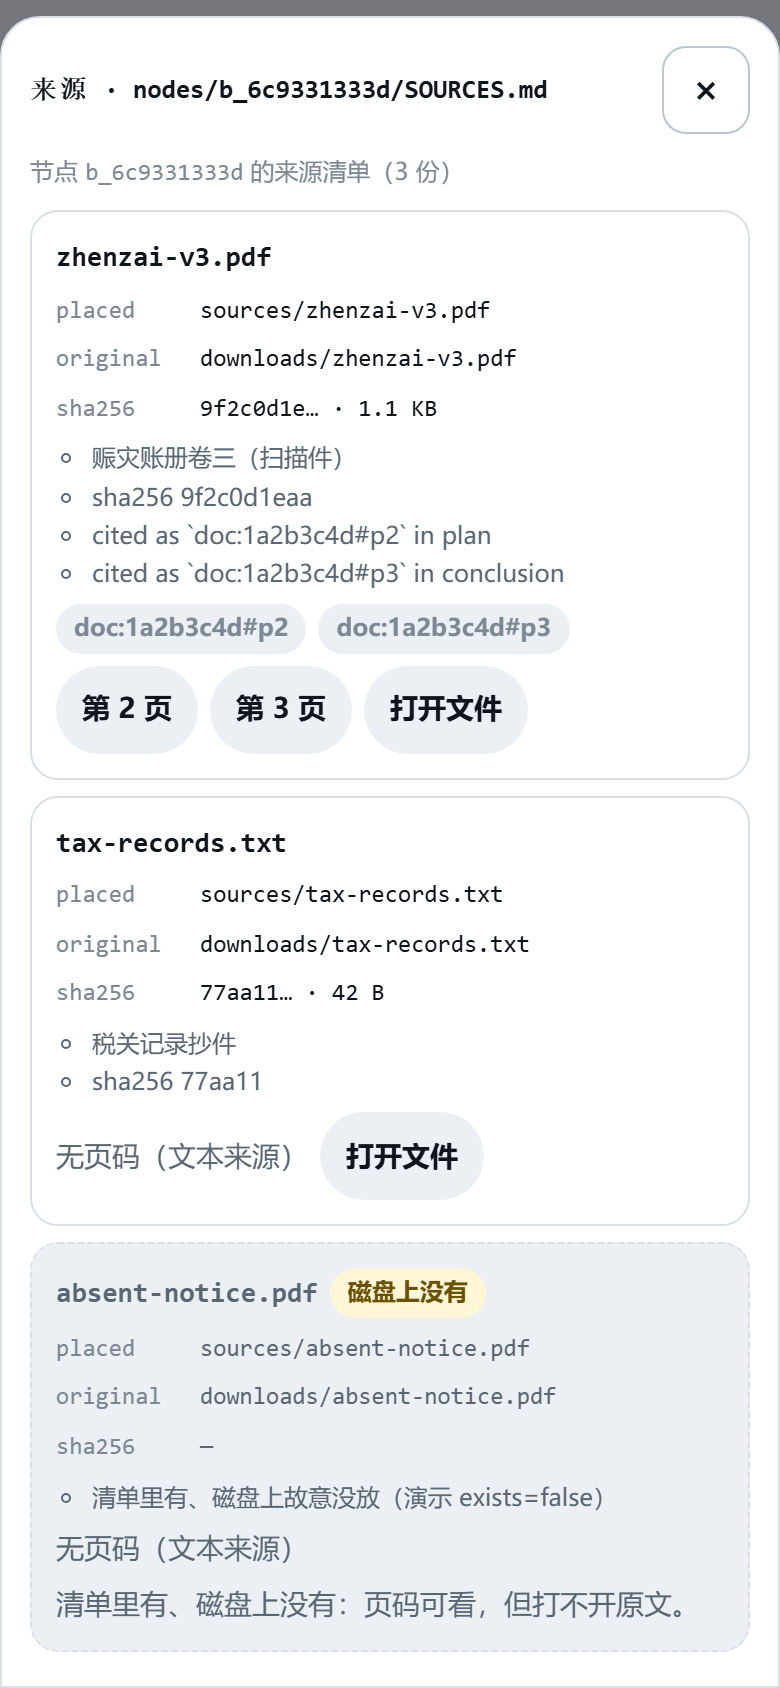 来源 · nodes/b_6c9331333d/SOURCES.md
×
节点 b_6c9331333d 的来源清单（3 份）
zhenzai-v3.pdf
placed sources/zhenzai-v3.pdf
original downloads/zhenzai-v3.pdf
sha256 9f2c0d1e… · 1.1 KB
赈灾账册卷三（扫描件）
sha256 9f2c0d1eaa
cited as `doc:1a2b3c4d#p2` in plan
cited as `doc:1a2b3c4d#p3` in conclusion
doc:1a2b3c4d#p2 doc:1a2b3c4d#p3
第 2 页 第 3 页 打开文件
tax-records.txt
placed sources/tax-records.txt
original downloads/tax-records.txt
sha256 77aa11… · 42 B
税关记录抄件
sha256 77aa11
无页码（文本来源） 打开文件
absent-notice.pdf 磁盘上没有
placed sources/absent-notice.pdf
original downloads/absent-notice.pdf
sha256 —
清单里有、磁盘上故意没放（演示 exists=false）
无页码（文本来源）
清单里有、磁盘上没有：页码可看，但打不开原文。